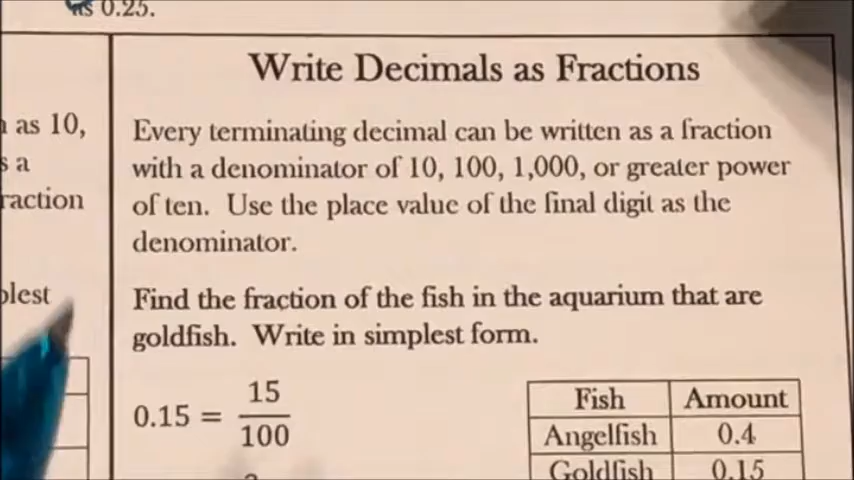 as 0.25.
Write Decimals as Fractions
as 10,
s a
raction
plest
Every terminating decimal can be written as a fraction
with a denominator of 10, 100, 1,000, or greater power
of ten. Use the place value of the final digit as the
denominator.
Find the fraction of the fish in the aquarium that are
goldfish. Write in simplest form.
0.15 = 15
100
Fish Amount
Angelfish 0.4
Goldfish 0.15